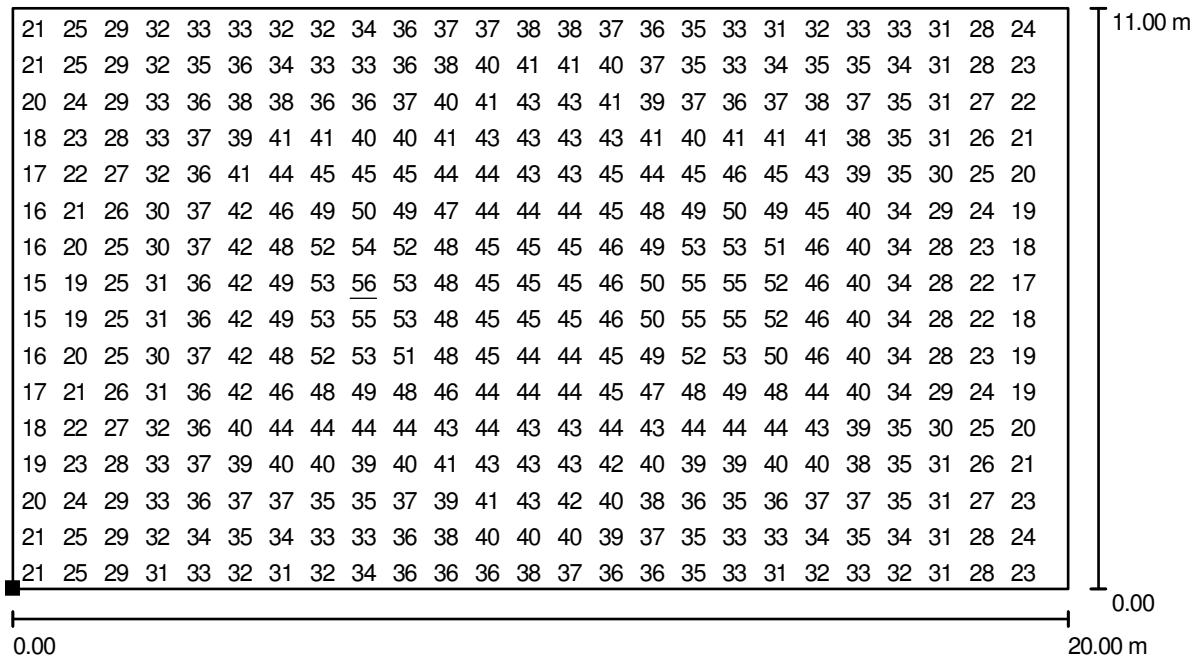 21 25 29 32 33 33 32 32 34 36 37 37 38 38 37 36 35 33 31 32 33 33 31 28 24
11.00 m
21 25 29 32 35 36 34 33 33 36 38 40 41 41 40 37 35 33 34 35 35 34 31 28 23
20 24 29 33 36 38 38 36 36 37 40 41 43 43 41 39 37 36 37 38 37 35 31 27 22
18 23 28 33 37 39 41 41 40 40 41 43 43 43 43 41 40 41 41 41 38 35 31 26 21
17 22 27 32 36 41 44 45 45 45 44 44 43 43 45 44 45 46 45 43 39 35 30 25 20
16 21 26 30 37 42 46 49 50 49 47 44 44 44 45 48 49 50 49 45 40 34 29 24 19
16 20 25 30 37 42 48 52 54 52 48 45 45 45 46 49 53 53 51 46 40 34 28 23 18
15 19 25 31 36 42 49 53 56 53 48 45 45 45 46 50 55 55 52 46 40 34 28 22 17
15 19 25 31 36 42 49 53 55 53 48 45 45 45 46 50 55 55 52 46 40 34 28 22 18
16 20 25 30 37 42 48 52 53 51 48 45 44 44 45 49 52 53 50 46 40 34 28 23 19
17 21 26 31 36 42 46 48 49 48 46 44 44 44 45 47 48 49 48 44 40 34 29 24 19
18 22 27 32 36 40 44 44 44 44 43 44 43 43 44 43 44 44 44 43 39 35 30 25 20
19 23 28 33 37 39 40 40 39 40 41 43 43 43 42 40 39 39 40 40 38 35 31 26 21
20 24 29 33 36 37 37 35 35 37 39 41 43 42 40 38 36 35 36 37 37 35 31 27 23
21 25 29 32 34 35 34 33 33 36 38 40 40 40 39 37 35 33 33 34 35 34 31 28 24
21 25 29 31 33 32 31 32 34 36 36 36 38 37 36 36 35 33 31 32 33 32 31 28 23
0.00
0.00
20.00 m